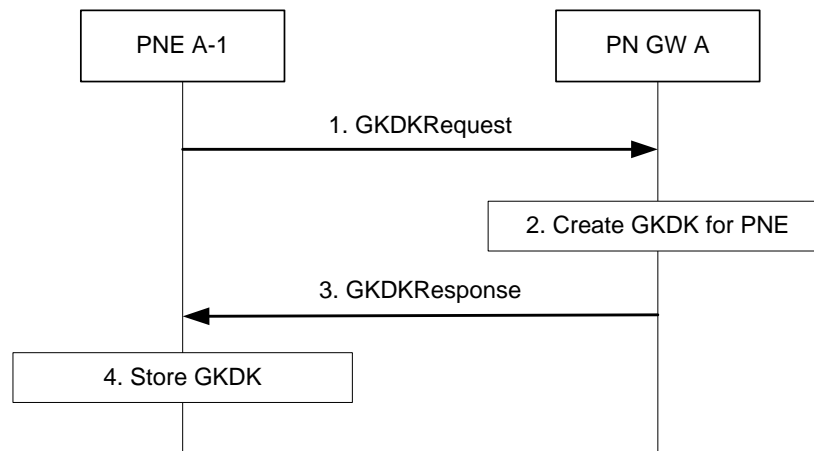 PNE A-1
PN GW A
1. GKDKRequest
2. Create GKDK for PNE
3. GKDKResponse
4. Store GKDK